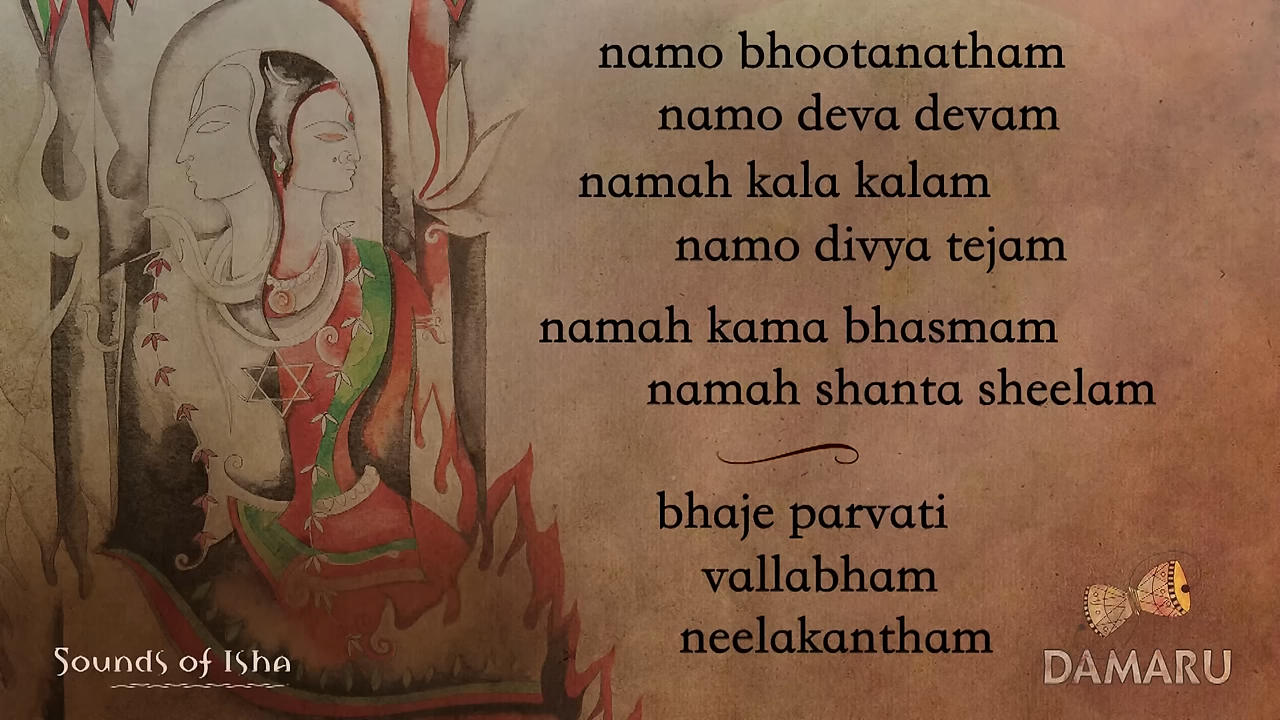 namo bhootanatham
namo deva devam
namah kala kalam
namo divya tejam
namah kama bhasmam
namah shanta sheelam
bhaje parvati
vallabham
neelakantham
Sounds of Isha
DAMARU